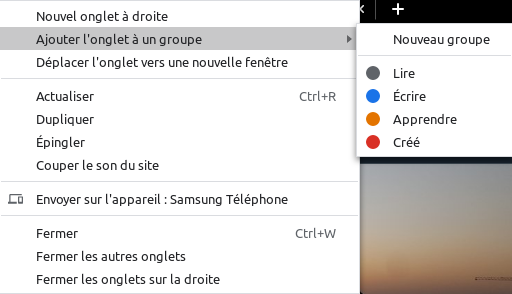 Nouvel onglet à droite
Ajouter l'onglet à un groupe
Déplacer l'onglet vers une nouvelle fenêtre
Actualiser Ctrl+R
Dupliquer
Épingler
Couper le son du site
Envoyer sur l'appareil : Samsung Téléphone
Fermer Ctrl+W
Fermer les autres onglets
Fermer les onglets sur la droite
Nouveau groupe
Lire
Écrire
Apprendre
Créé